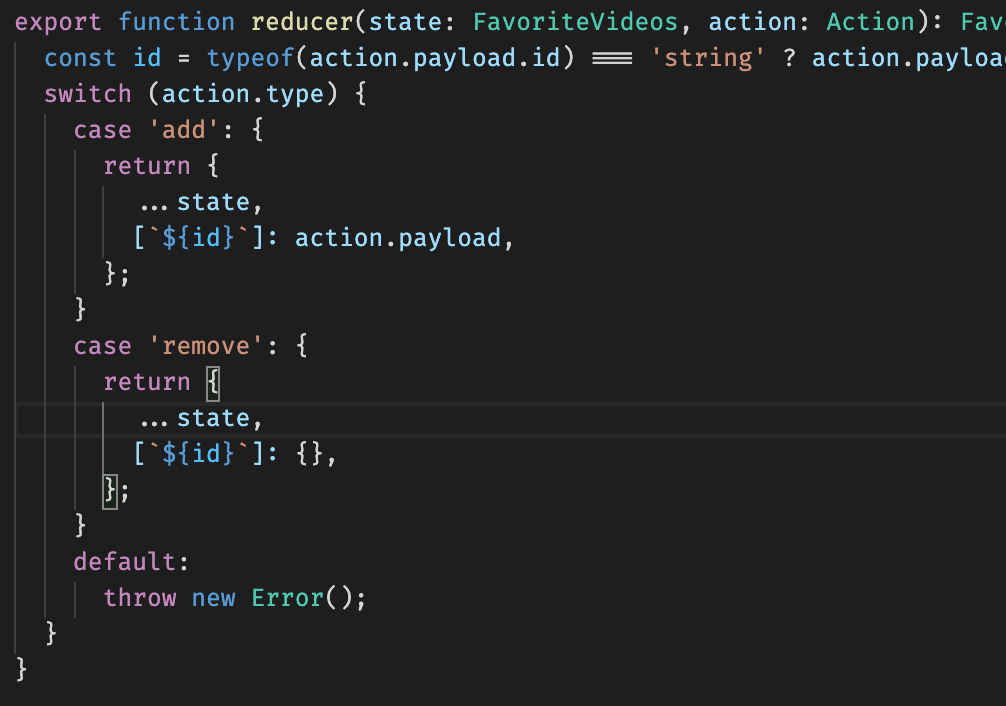 export function reducer(state: FavoriteVideos, action: Action): Fav
const id = typeof(action.payload.id) === 'string' ? action.payloa
switch (action.type) {
case 'add': {
return {
...state,
[`${id}`]: action.payload,
};
}
case 'remove': {
return {
...state,
[`${id}`]: {},
};
}
default:
throw new Error();
}
}